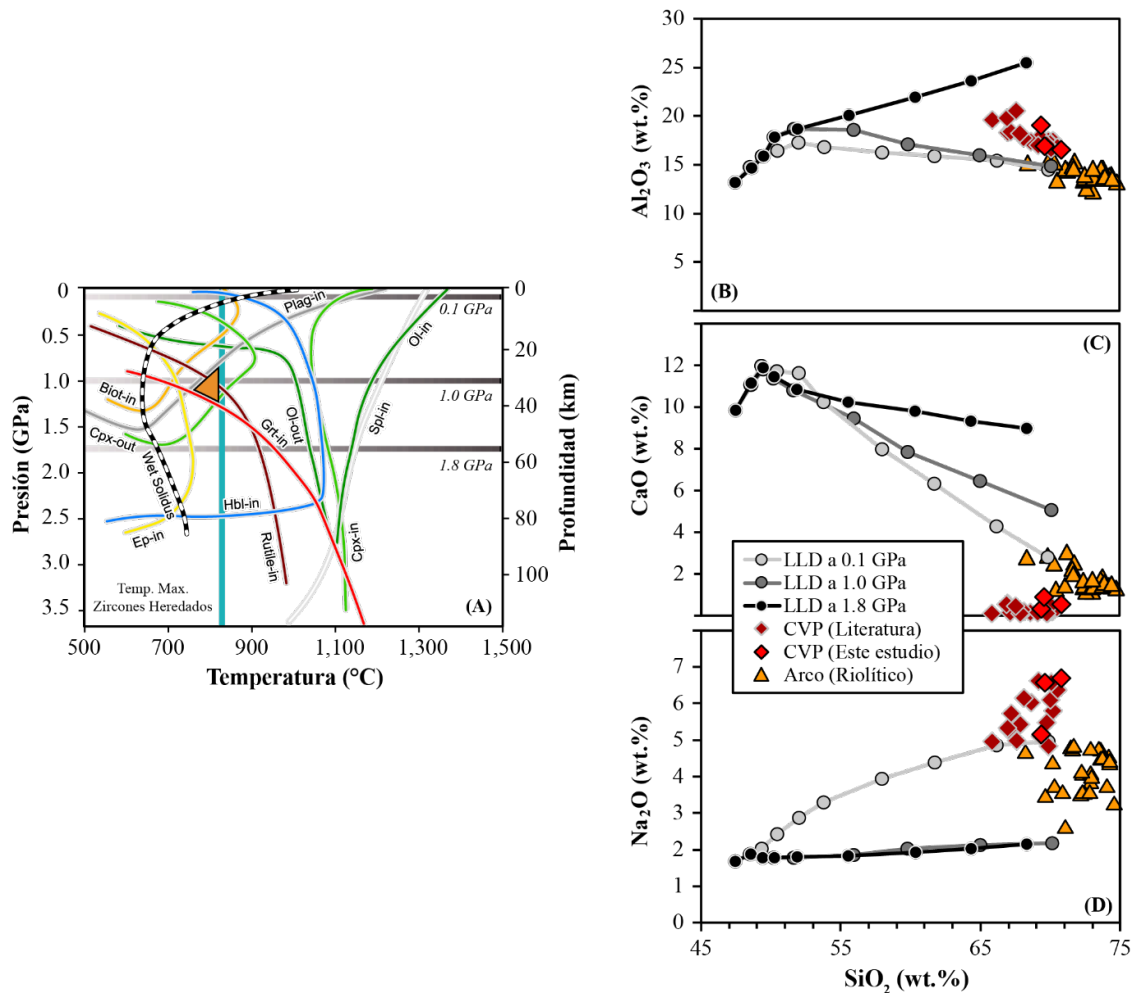 0
0.5
1.0
1.5
2.0
2.5
3.0
3.5
Presión (GPa)
0
20
40
60
80
100
Profundidad (km)
500
700
900
1,100
1,300
1,500
Temperatura (°C)
0.1 GPa
1.0 GPa
1.8 GPa
Plag-in
Ol-in
Biot-in
Cpx-out
Wet Solidus
Ep-in
Hbl-in
Grt-in
Ol-out
Spl-in
Cpx-in
Rutile-in
Temp. Max.
Zircones Heredados
(A)
30
25
20
15
10
5
Al₂O₃ (wt.%)
(B)
12
10
8
6
4
2
CaO (wt.%)
(C)
LLD a 0.1 GPa
LLD a 1.0 GPa
LLD a 1.8 GPa
CVP (Literatura)
CVP (Este estudio)
Arco (Riolítico)
7
6
5
4
3
2
1
0
Na₂O (wt.%)
(D)
45
55
65
75
SiO₂ (wt.%)